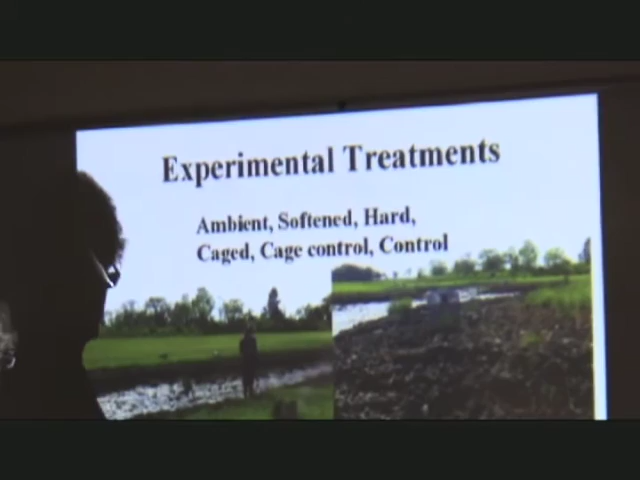 Experimental Treatments
Ambient, Softened, Hard,
Caged, Cage control, Control